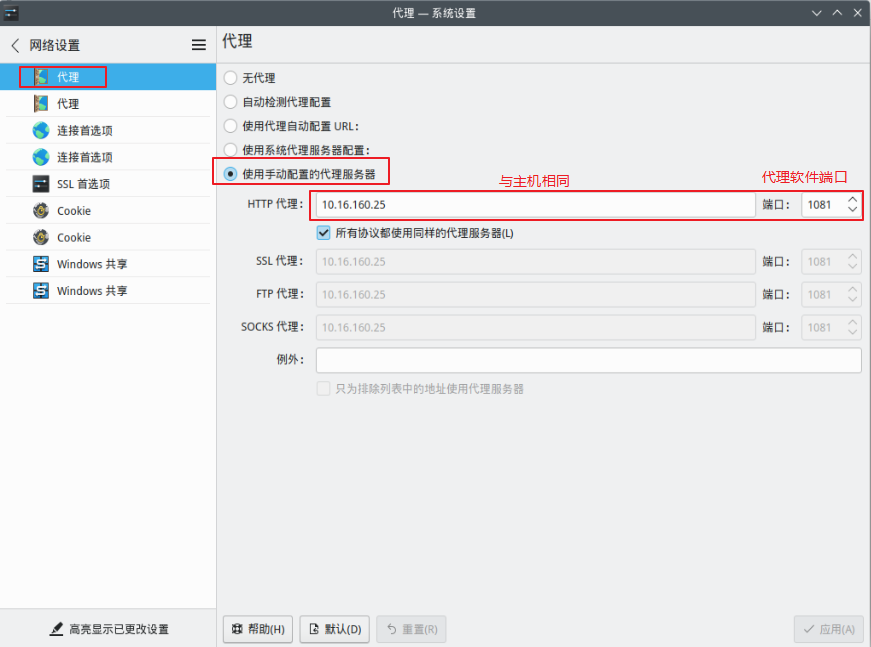 代理 — 系统设置
网络设置
代理
代理
代理
连接首选项
连接首选项
SSL 首选项
Cookie
Cookie
Windows 共享
Windows 共享
无代理
自动检测代理配置
使用代理自动配置 URL:
使用系统代理服务器配置:
使用手动配置的代理服务器
与主机相同
代理软件端口
HTTP 代理: 10.16.160.25 端口: 1081
所有协议都使用同样的代理服务器(L)
SSL 代理: 10.16.160.25 端口: 1081
FTP 代理: 10.16.160.25 端口: 1081
SOCKS 代理: 10.16.160.25 端口: 1081
例外:
只为排除列表中的地址使用代理服务器
高亮显示已更改设置
帮助(H) 默认(D) 重置(R) 应用(A)